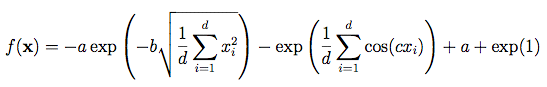 f(x) = −a exp(−b√(1/d ∑_{i=1}^{d} x_i^2)) − exp(1/d ∑_{i=1}^{d} cos(cx_i)) + a + exp(1)